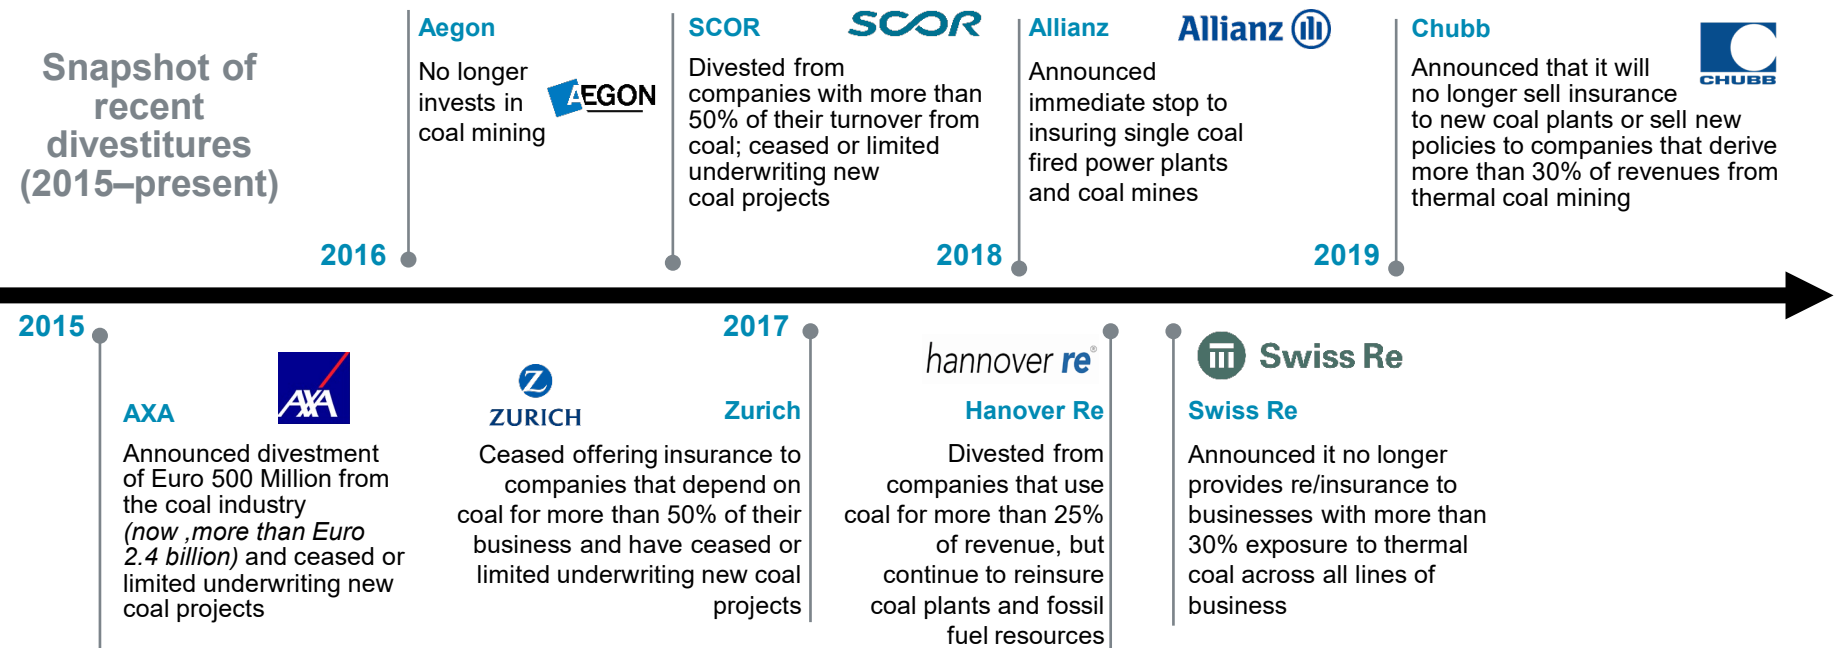 Snapshot of
recent
divestitures
(2015–present)
2016
Aegon
No longer
invests in
coal mining
AEGON
SCOR
SCOR
Divested from
companies with more than
50% of their turnover from
coal; ceased or limited
underwriting new
coal projects
2018
Allianz
Allianz
Announced
immediate stop to
insuring single coal
fired power plants
and coal mines
2019
Chubb
CHUBB
Announced that it will
no longer sell insurance
to new coal plants or sell new
policies to companies that derive
more than 30% of revenues from
thermal coal mining
2015
AXA
AXA
Announced divestment
of Euro 500 Million from
the coal industry
(now ,more than Euro
2.4 billion) and ceased or
limited underwriting new
coal projects
2017
Z
ZURICH
Zurich
Ceased offering insurance to
companies that depend on
coal for more than 50% of their
business and have ceased or
limited underwriting new coal
projects
hannover re®
Hanover Re
Divested from
companies that use
coal for more than 25%
of revenue, but
continue to reinsure
coal plants and fossil
fuel resources
Swiss Re
Swiss Re
Announced it no longer
provides re/insurance to
businesses with more than
30% exposure to thermal
coal across all lines of
business